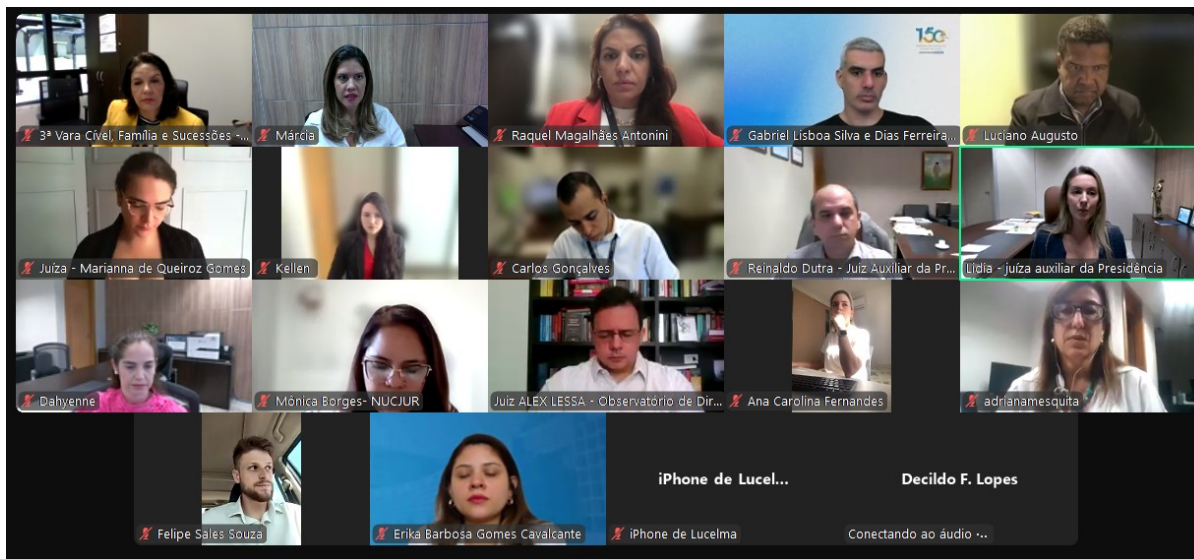 150
3ª Vara Cível, Família e Sucessões -...
Márcia
Raquel Magalhães Antonini
Gabriel Lisboa Silva e Dias Ferreira...
Luciano Augusto
Juíza - Marianna de Queiroz Gomes
Kellen
Carlos Gonçalves
Reinaldo Dutra - Juiz Auxiliar da Pr...
Lidia - juíza auxiliar da Presidência
Dahyenne
Mônica Borges- NUCJUR
Juiz ALEX LESSA - Observatório de Dir...
Ana Carolina Fernandes
adrianamesquita
Felipe Sales Souza
Erika Barbosa Gomes Cavalcante
iPhone de Lucel...
iPhone de Lucelma
Decildo F. Lopes
Conectando ao áudio ·..